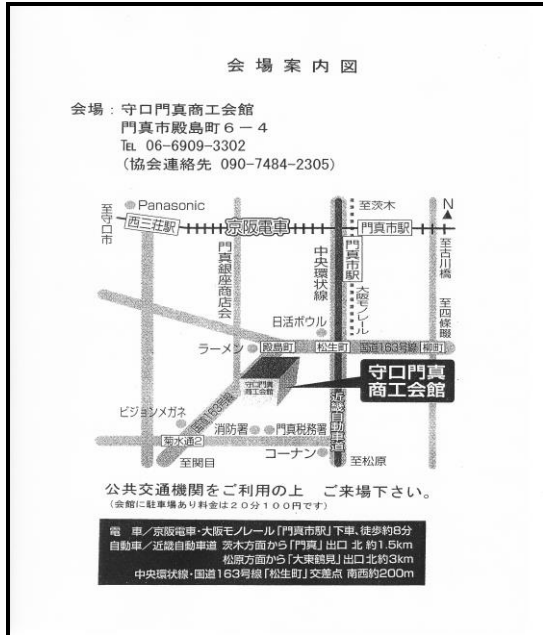 会場案内図
会場：守口門真商工会館
門真市殿島町６－４
℡ 06-6909-3302
(協会連絡先 090-7484-2305)
Panasonic
至茨木
N
至守口市
西三荘駅
京阪電車
門真市駅
門真銀座商店会
中央環状線
門真市駅
至古川橋
大阪モノレール
至四條畷
日活ボウル
ラーメン
殿島町
松生町
国道163号線
柳町
守口門真
商工会館
守口門真
商工会館
国道163号線
近畿自動車道
ビジョンメガネ
消防署
門真税務署
菊水通2
コーナン
至関目
至松原
公共交通機関をご利用の上　ご来場下さい。
(会館に駐車場あり料金は２０分１００円です)
電　車／京阪電車・大阪モノレール「門真市駅」下車、徒歩約8分
自動車／近畿自動車道 茨木方面から「門真」出口 北 約1.5km
松原方面から「大東鶴見」出口 北約3km
中央環状線・国道163号線「松生町」交差点 南西約200m